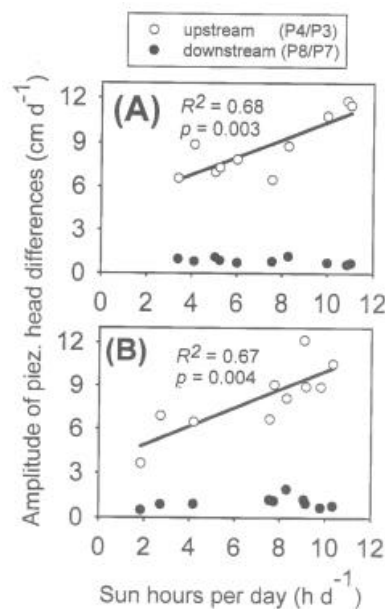 upstream (P4/P3)
downstream (P8/P7)
Amplitude of piez. head differences (cm d⁻¹)
12
(A)
R² = 0.68
p = 0.003
9
6
3
0
0 2 4 6 8 10 12
12
(B)
R² = 0.67
p = 0.004
9
6
3
0
0 2 4 6 8 10 12
Sun hours per day (h d⁻¹)